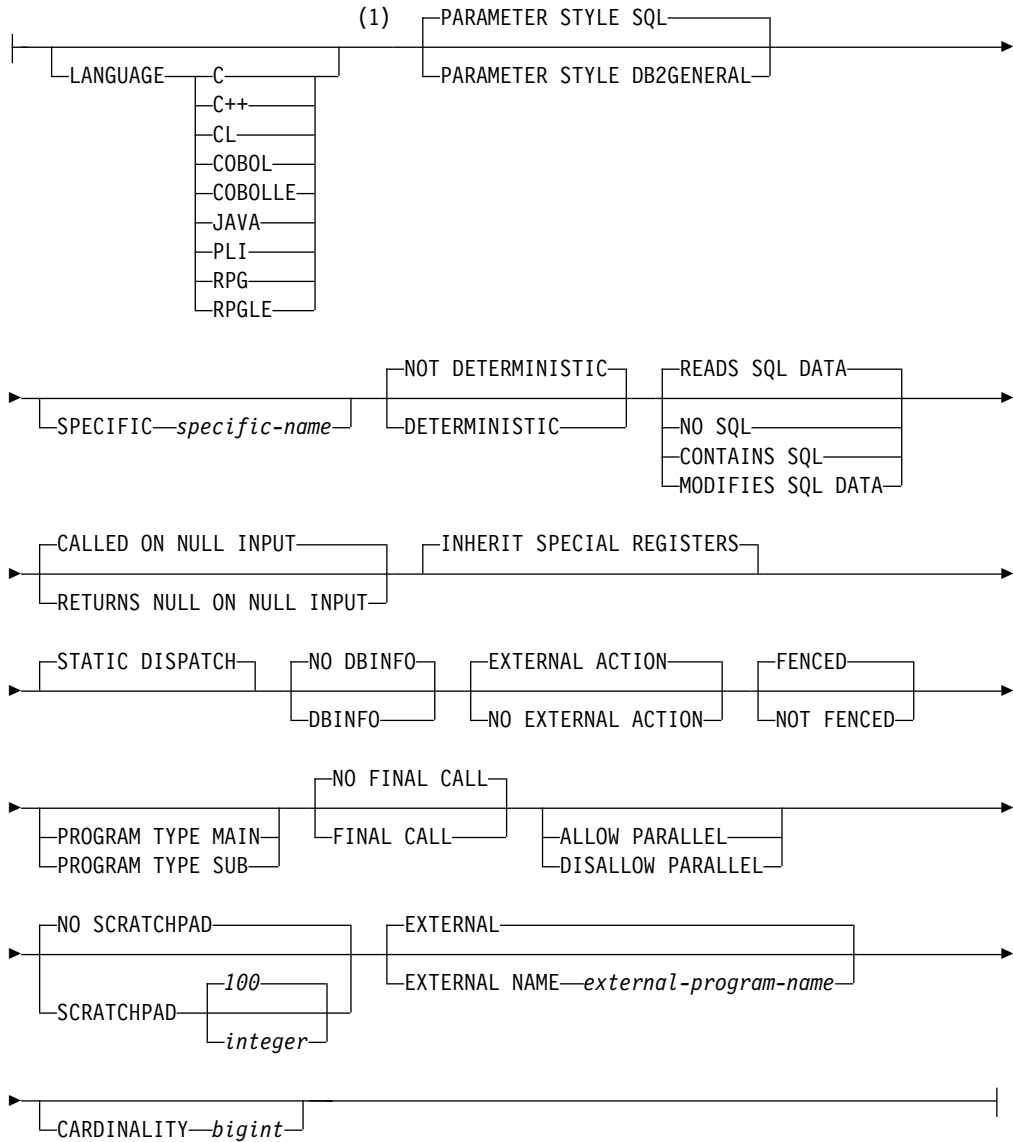 (1) PARAMETER STYLE SQL
LANGUAGE C PARAMETER STYLE DB2GENERAL
C++
CL
COBOL
COBOLLE
JAVA
PLI
RPG
RPGLE
NOT DETERMINISTIC READS SQL DATA
SPECIFIC specific-name DETERMINISTIC NO SQL
CONTAINS SQL
MODIFIES SQL DATA
CALLED ON NULL INPUT INHERIT SPECIAL REGISTERS
RETURNS NULL ON NULL INPUT
STATIC DISPATCH NO DBINFO EXTERNAL ACTION FENCED
DBINFO NO EXTERNAL ACTION NOT FENCED
NO FINAL CALL
PROGRAM TYPE MAIN FINAL CALL ALLOW PARALLEL
PROGRAM TYPE SUB DISALLOW PARALLEL
NO SCRATCHPAD EXTERNAL
100 EXTERNAL NAME external-program-name
SCRATCHPAD
integer
CARDINALITY bigint